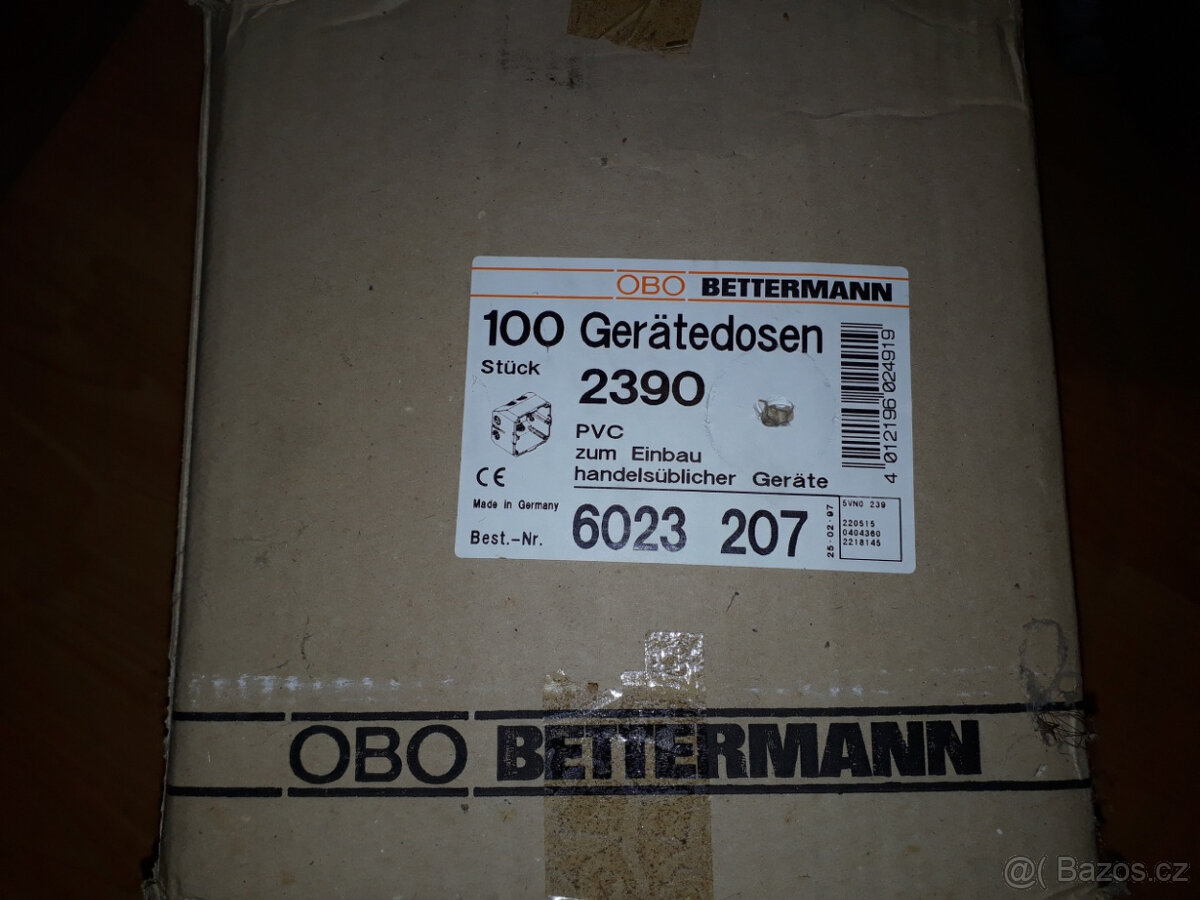 OBO BETTERMANN
100 Gerätedosen
Stück
2390
PVC
zum Einbau
handelsüblicher Geräte
CE
Made in Germany
Best.-Nr. 6023 207
25·02·97
5VNO 239
220515
0404360
2218145
4 012196 024919
OBO BETTERMANN
@( Bazos.cz